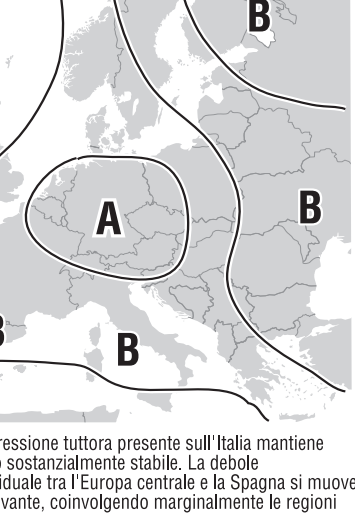 B
A
B
B
B
ressione tuttora presente sull'Italia mantiene
sostanzialmente stabile. La debole
iduale tra l'Europa centrale e la Spagna si muove
vante, coinvolgendo marginalmente le regioni